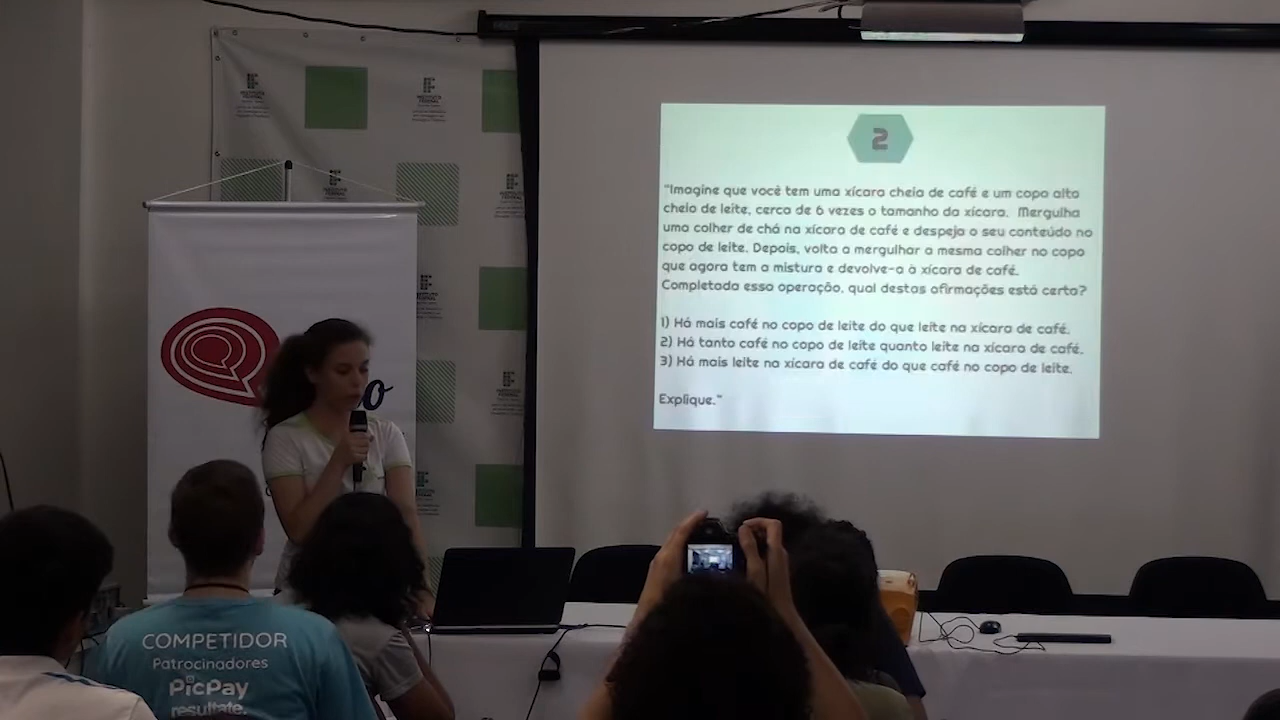 2
"Imagine que você tem uma xícara cheia de café e um copo alto
cheio de leite, cerca de 6 vezes o tamanho da xícara. Mergulha
uma colher de chá na xícara de café e despeja o seu conteúdo no
copo de leite. Depois, volta a mergulhar a mesma colher no copo
que agora tem a mistura e devolve-a à xícara de café.
Completada essa operação, qual destas afirmações está certa?
1) Há mais café no copo de leite do que leite na xícara de café.
2) Há tanto café no copo de leite quanto leite na xícara de café.
3) Há mais leite na xícara de café do que café no copo de leite.
Explique."
INSTITUTO
FEDERAL
COMPETIDOR
Patrocinadores
PicPay
resultate.